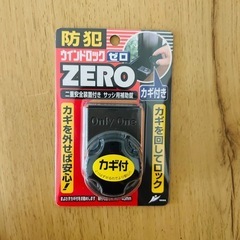 防犯
ウインドロック ゼロ
ZERO
カギ付き
二重安全装置付き サッシ用補助錠
カギを外せば安心!
カギを回してロック
Only One
カギ付